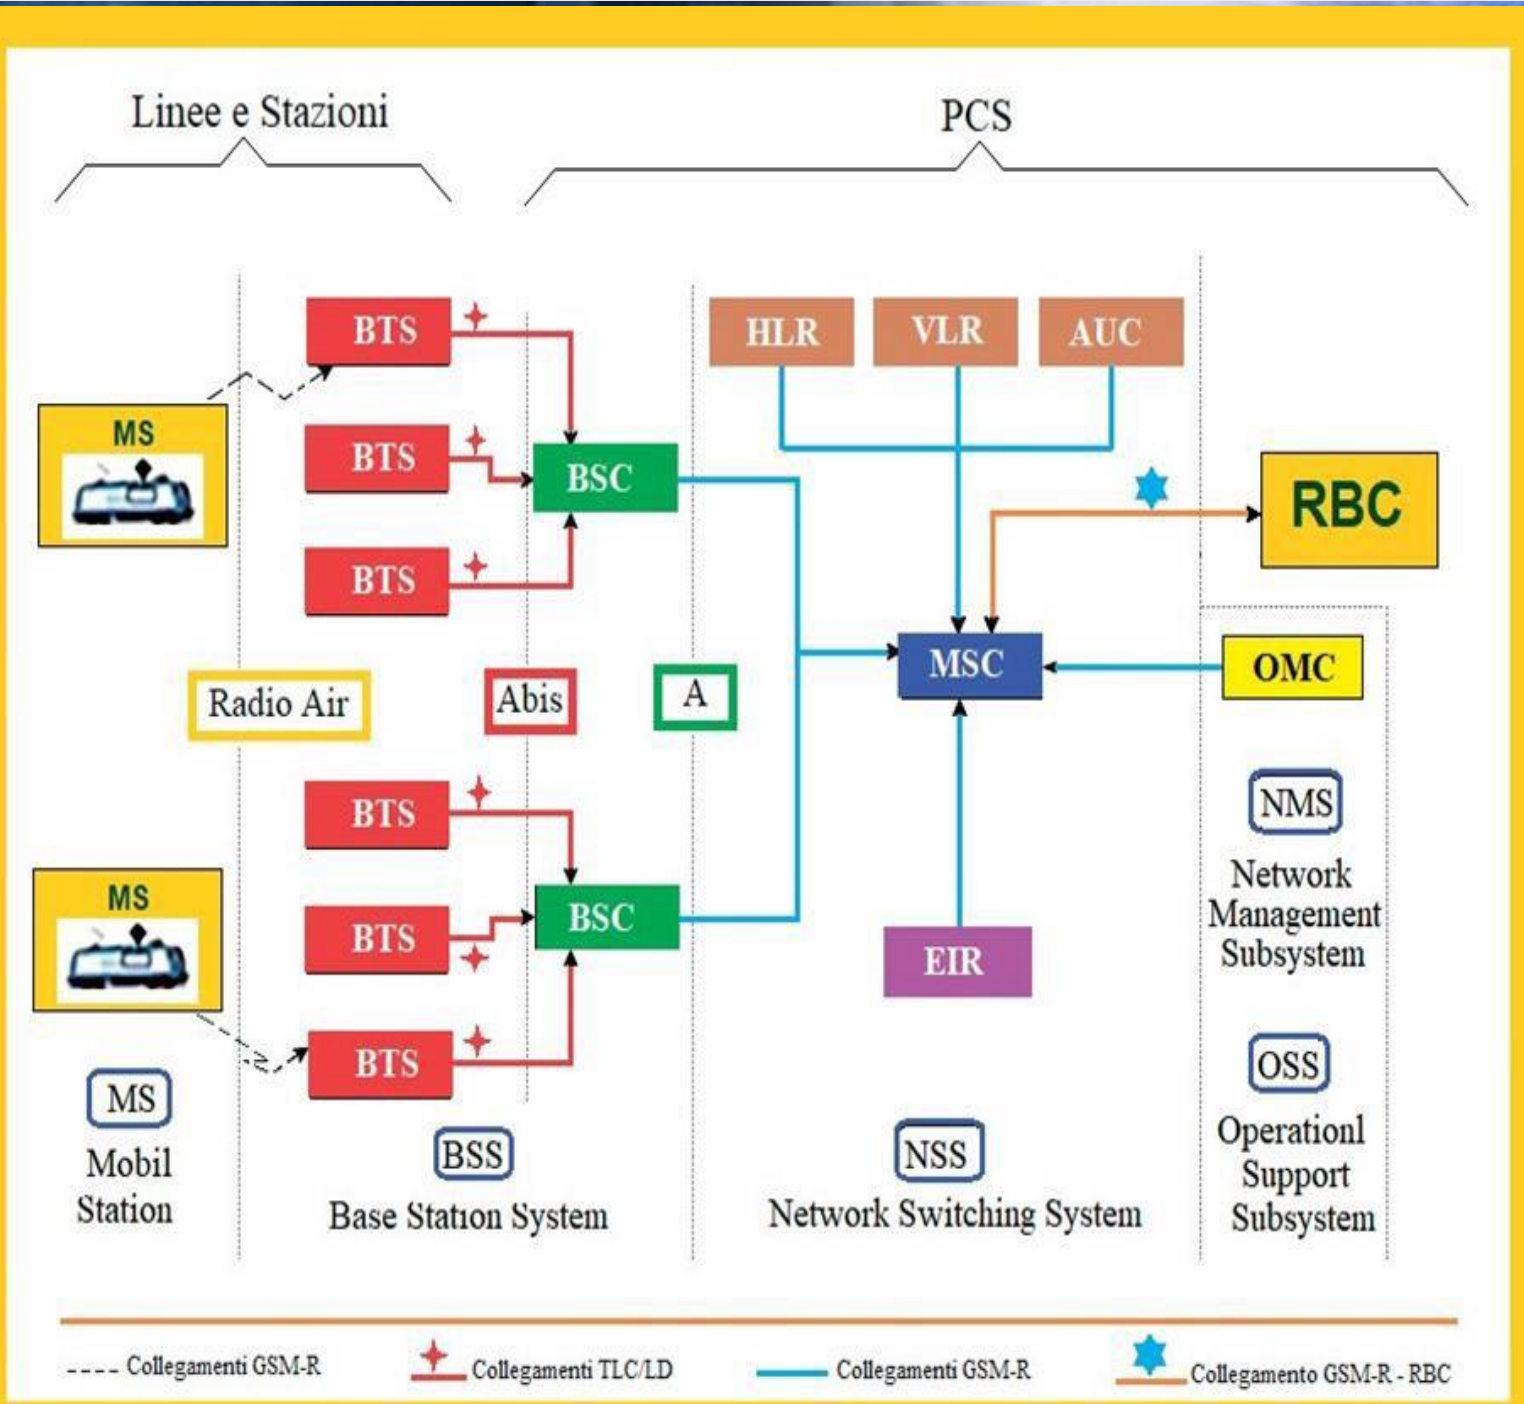 Linee e Stazioni
PCS
BTS
HLR
VLR
AUC
MS
BTS
BSC
RBC
BTS
MSC
OMC
Radio Air
Abis
A
BTS
NMS
Network
Management
Subsystem
MS
BTS
BSC
EIR
BTS
OSS
MS
Mobil
Station
BSS
Base Station System
NSS
Network Switching System
Operationl
Support
Subsystem
Collegamenti GSM-R
Collegamenti TLC/LD
Collegamenti GSM-R
Collegamento GSM-R - RBC